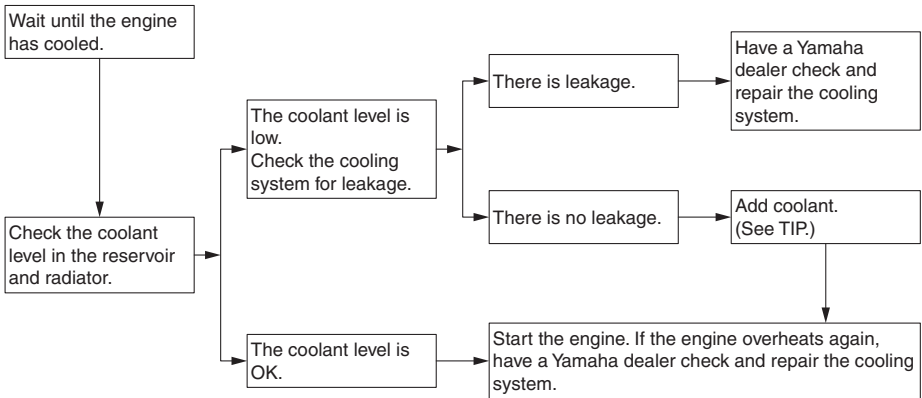 Wait until the engine
has cooled.
Check the coolant
level in the reservoir
and radiator.
The coolant level is
low.
Check the cooling
system for leakage.
There is leakage.
Have a Yamaha
dealer check and
repair the cooling
system.
There is no leakage.
Add coolant.
(See TIP.)
The coolant level is
OK.
Start the engine. If the engine overheats again,
have a Yamaha dealer check and repair the cooling
system.